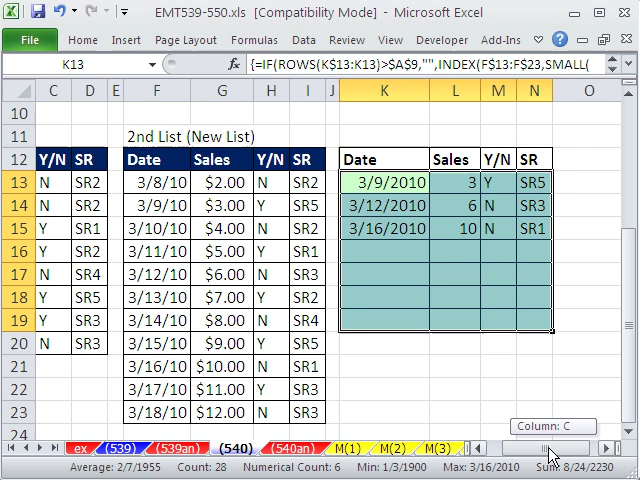 EMT539-550.xls [Compatibility Mode] - Microsoft Excel
File Home Insert Page Layout Formulas Data Review View Developer Add-Ins
K13 fx {=IF(ROWS(K$13:K13)>$A$9,"",INDEX(F$13:F$23,SMALL(
C D E F G H I J K L M N O
10
11 2nd List (New List)
12 Y/N SR Date Sales Y/N SR Date Sales Y/N SR
13 N SR2 3/8/10 $2.00 N SR2 3/9/2010 3 Y SR5
14 N SR2 3/9/10 $3.00 Y SR5 3/12/2010 6 N SR3
15 Y SR1 3/10/10 $4.00 N SR2 3/16/2010 10 N SR1
16 Y SR2 3/11/10 $5.00 Y SR1
17 N SR4 3/12/10 $6.00 N SR3
18 Y SR5 3/13/10 $7.00 Y SR2
19 Y SR3 3/14/10 $8.00 N SR4
20 N SR3 3/15/10 $9.00 Y SR5
21 3/16/10 $10.00 N SR1
22 3/17/10 $11.00 Y SR3
23 3/18/10 $12.00 N SR3
24 Column: C
ex (539) (539an) (540) (540an) M(1) M(2) M(3)
Average: 2/7/1955 Count: 28 Numerical Count: 6 Min: 1/3/1900 Max: 3/16/2010 Sum: 8/24/2230